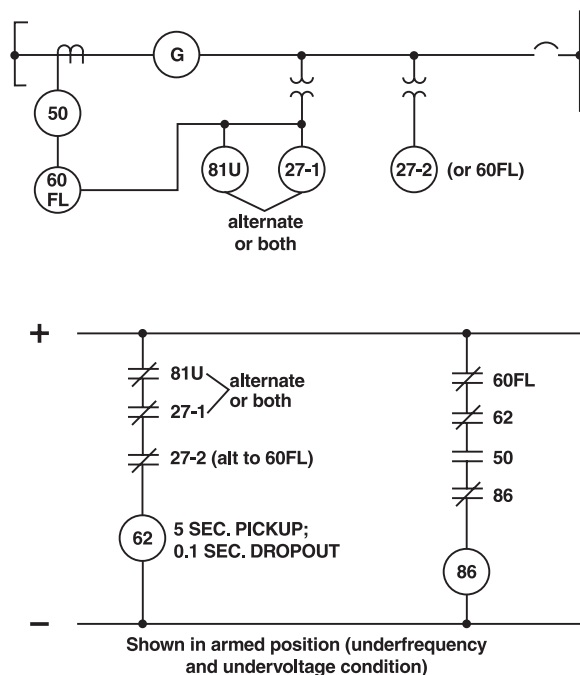 G
50
60
FL
81U
27-1
27-2
(or 60FL)
alternate
or both
+
81U
27-1
alternate
or both
27-2 (alt to 60FL)
62
5 SEC. PICKUP;
0.1 SEC. DROPOUT
60FL
62
50
86
86
–
Shown in armed position (underfrequency
and undervoltage condition)